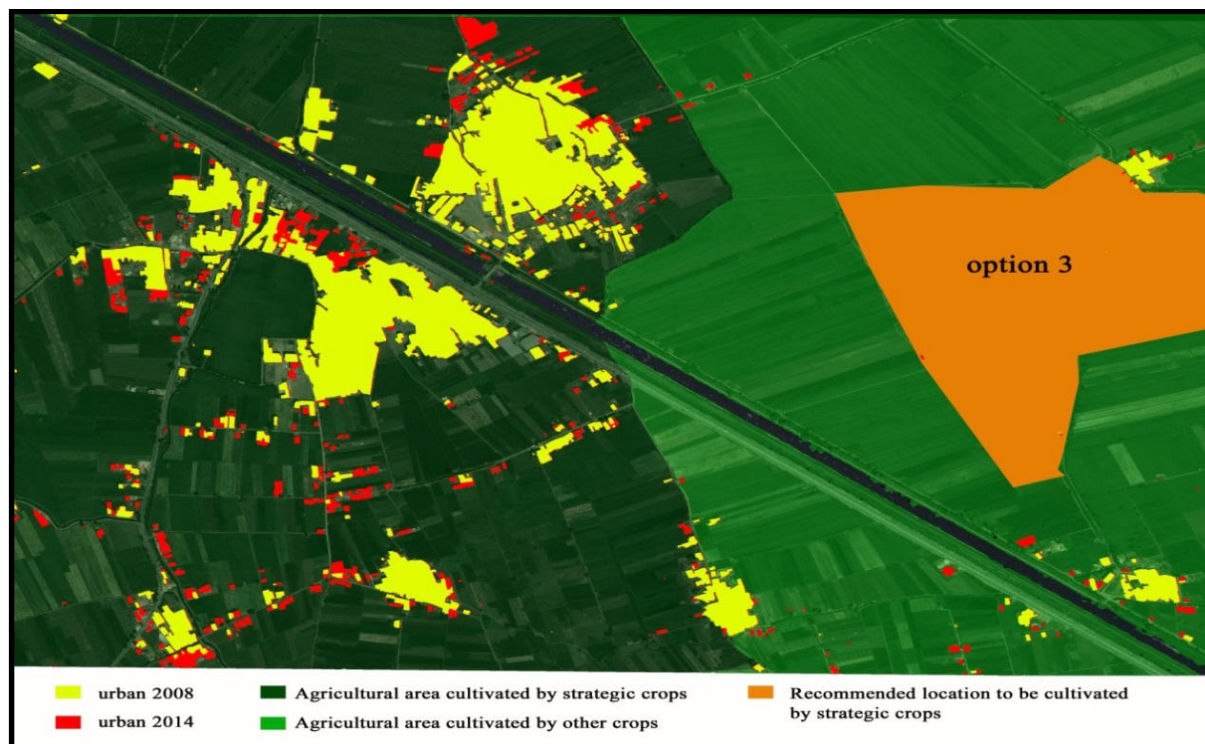 option 3
urban 2008
urban 2014
Agricultural area cultivated by strategic crops
Agricultural area cultivated by other crops
Recommended location to be cultivated
by strategic crops